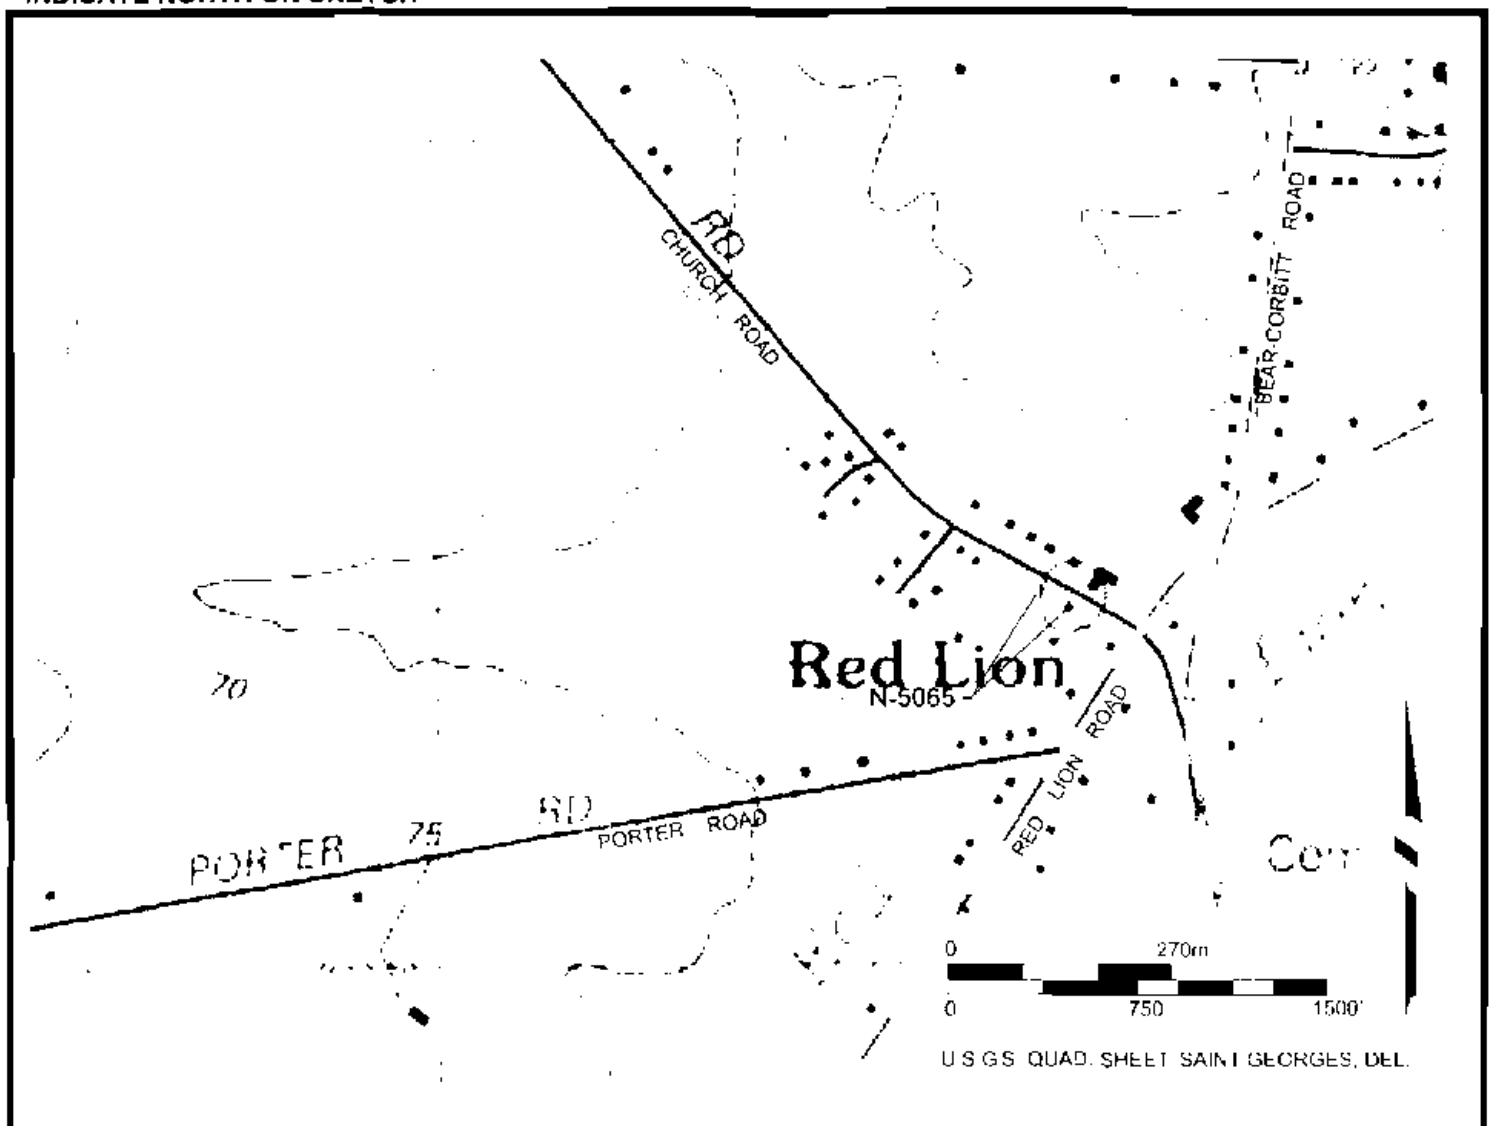 RD
CHURCH ROAD
BEAR-CORBITT ROAD
Red Lion
N-5065
70
RED LION ROAD
75
RD
PORTER ROAD
PORTER
0 270m
0 750 1500'
U.S.G.S. QUAD. SHEET SAINT GEORGES, DEL.